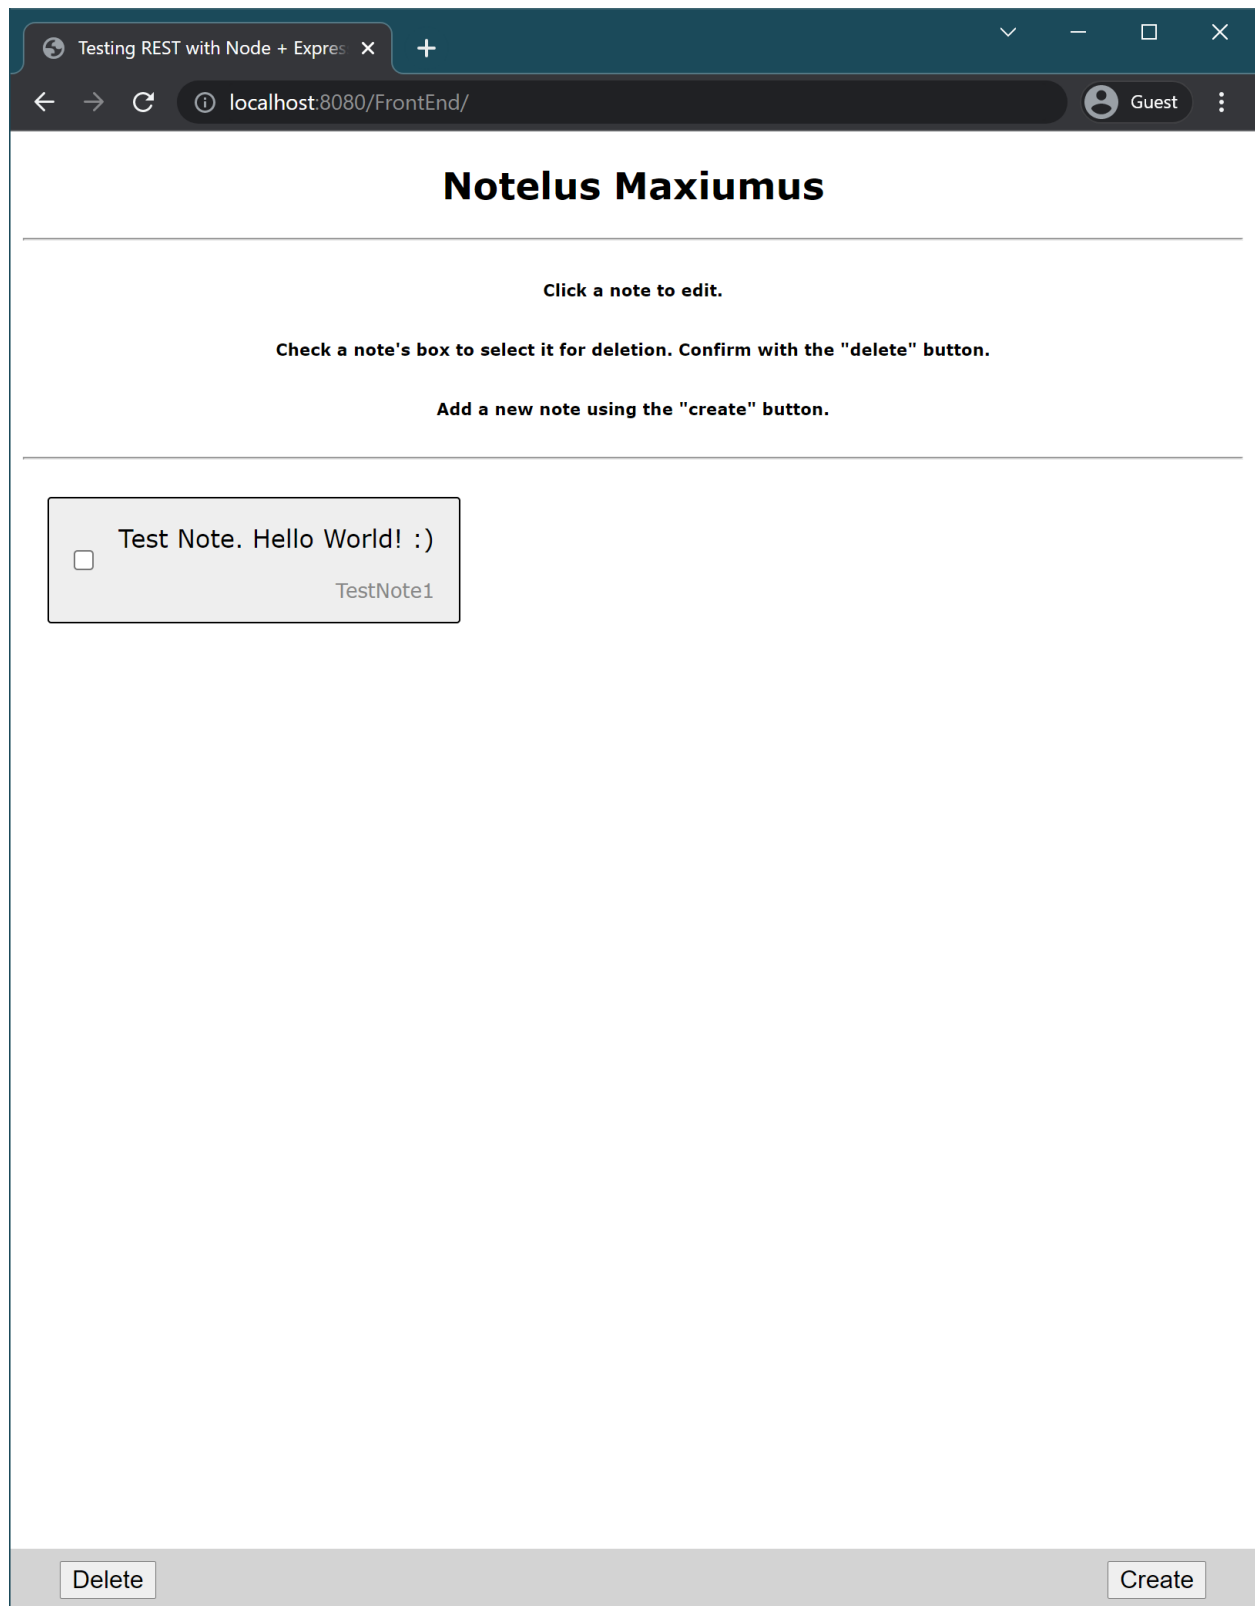 Testing REST with Node + Expres
localhost:8080/FrontEnd/
Guest
Notelus Maxiumus
Click a note to edit.
Check a note's box to select it for deletion. Confirm with the "delete" button.
Add a new note using the "create" button.
Test Note. Hello World! :)
TestNote1
Delete
Create